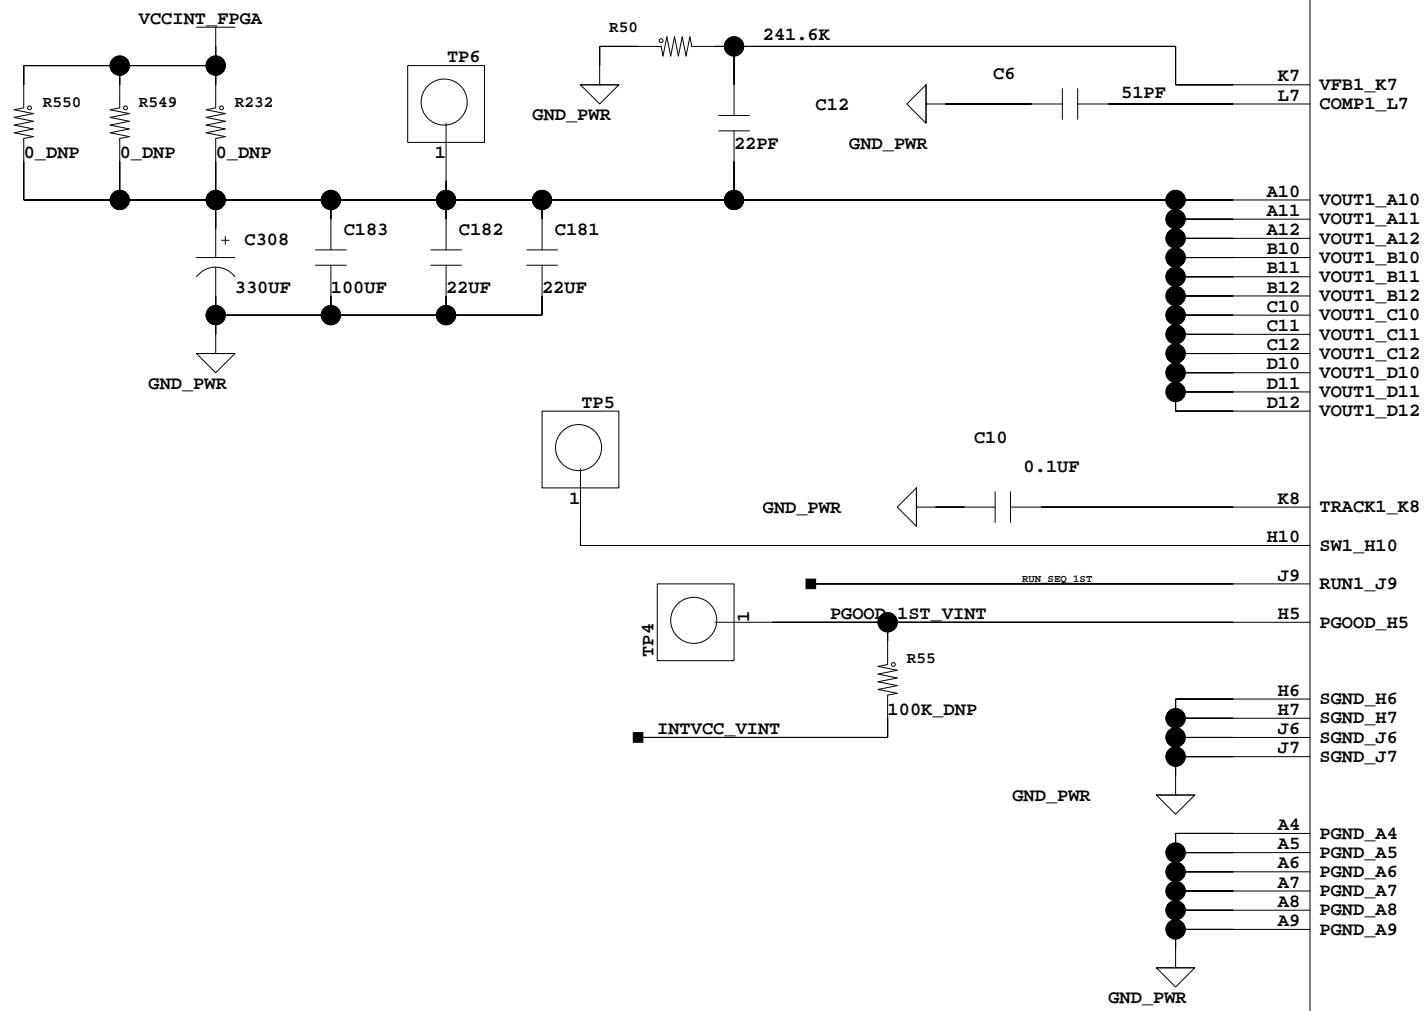 VCCINT_FPGA
R50
241.6K
TP6
C6
K7 VFB1_K7
51PF
L7 COMP1_L7
R550
R549
R232
C12
GND_PWR
GND_PWR
22PF
1
0_DNP
0_DNP
0_DNP
A10 VOUT1_A10
A11 VOUT1_A11
A12 VOUT1_A12
B10 VOUT1_B10
B11 VOUT1_B11
B12 VOUT1_B12
C10 VOUT1_C10
C11 VOUT1_C11
C12 VOUT1_C12
D10 VOUT1_D10
D11 VOUT1_D11
D12 VOUT1_D12
+ C308
C183
C182
C181
330UF
100UF
22UF
22UF
GND_PWR
TP5
1
C10
0.1UF
GND_PWR
K8 TRACK1_K8
H10 SW1_H10
RUN_SEQ_1ST
J9 RUN1_J9
TP4
1
PGOOD_1ST_VINT
H5 PGOOD_H5
R55
100K_DNP
INTVCC_VINT
H6 SGND_H6
H7 SGND_H7
J6 SGND_J6
J7 SGND_J7
GND_PWR
A4 PGND_A4
A5 PGND_A5
A6 PGND_A6
A7 PGND_A7
A8 PGND_A8
A9 PGND_A9
GND_PWR